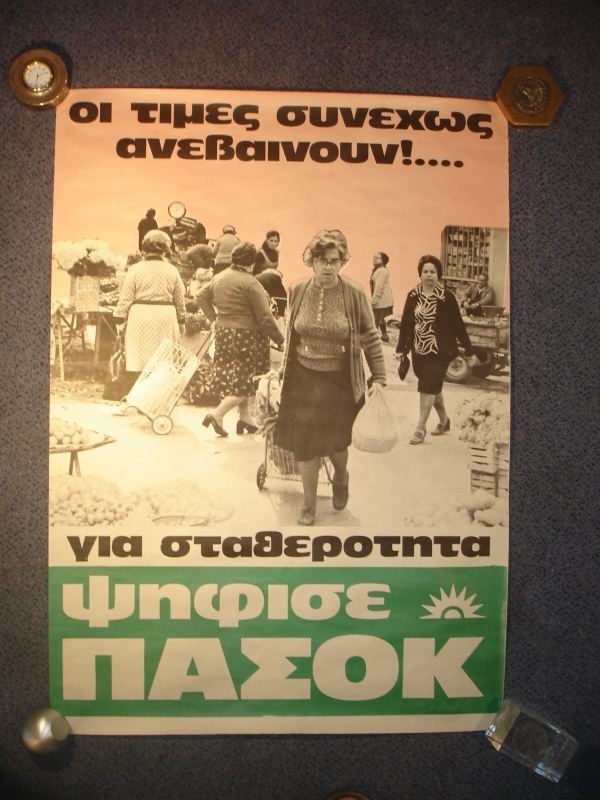 οι τιμες συνεχως
ανεβαινουν!.....
για σταθεροτητα
ψηφισε
ΠΑΣΟΚ